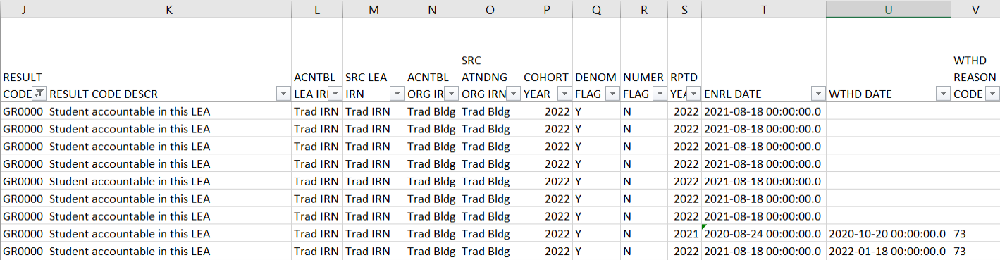 J K L M N O P Q R S T U V
SRC WTHD
RESULT ACNTBL SRC LEA ACNTBL ATNDNG COHORT DENOM NUMER RPTD REASON
CODE RESULT CODE DESCR LEA IRI IRN ORG IR ORG IRN YEAR FLAG FLAG YEA ENRL DATE WTHD DATE CODE
GR0000 Student accountable in this LEA Trad IRN Trad IRN Trad Bldg Trad Bldg 2022 Y N 2022 2021-08-18 00:00:00.0
GR0000 Student accountable in this LEA Trad IRN Trad IRN Trad Bldg Trad Bldg 2022 Y N 2022 2021-08-18 00:00:00.0
GR0000 Student accountable in this LEA Trad IRN Trad IRN Trad Bldg Trad Bldg 2022 Y N 2022 2021-08-18 00:00:00.0
GR0000 Student accountable in this LEA Trad IRN Trad IRN Trad Bldg Trad Bldg 2022 Y N 2022 2021-08-18 00:00:00.0
GR0000 Student accountable in this LEA Trad IRN Trad IRN Trad Bldg Trad Bldg 2022 Y N 2022 2021-08-18 00:00:00.0
GR0000 Student accountable in this LEA Trad IRN Trad IRN Trad Bldg Trad Bldg 2022 Y N 2022 2021-08-18 00:00:00.0
GR0000 Student accountable in this LEA Trad IRN Trad IRN Trad Bldg Trad Bldg 2022 Y N 2022 2021-08-18 00:00:00.0
GR0000 Student accountable in this LEA Trad IRN Trad IRN Trad Bldg Trad Bldg 2022 Y N 2021 2020-08-24 00:00:00.0 2020-10-20 00:00:00.0 73
GR0000 Student accountable in this LEA Trad IRN Trad IRN Trad Bldg Trad Bldg 2022 Y N 2022 2021-08-18 00:00:00.0 2022-01-18 00:00:00.0 73